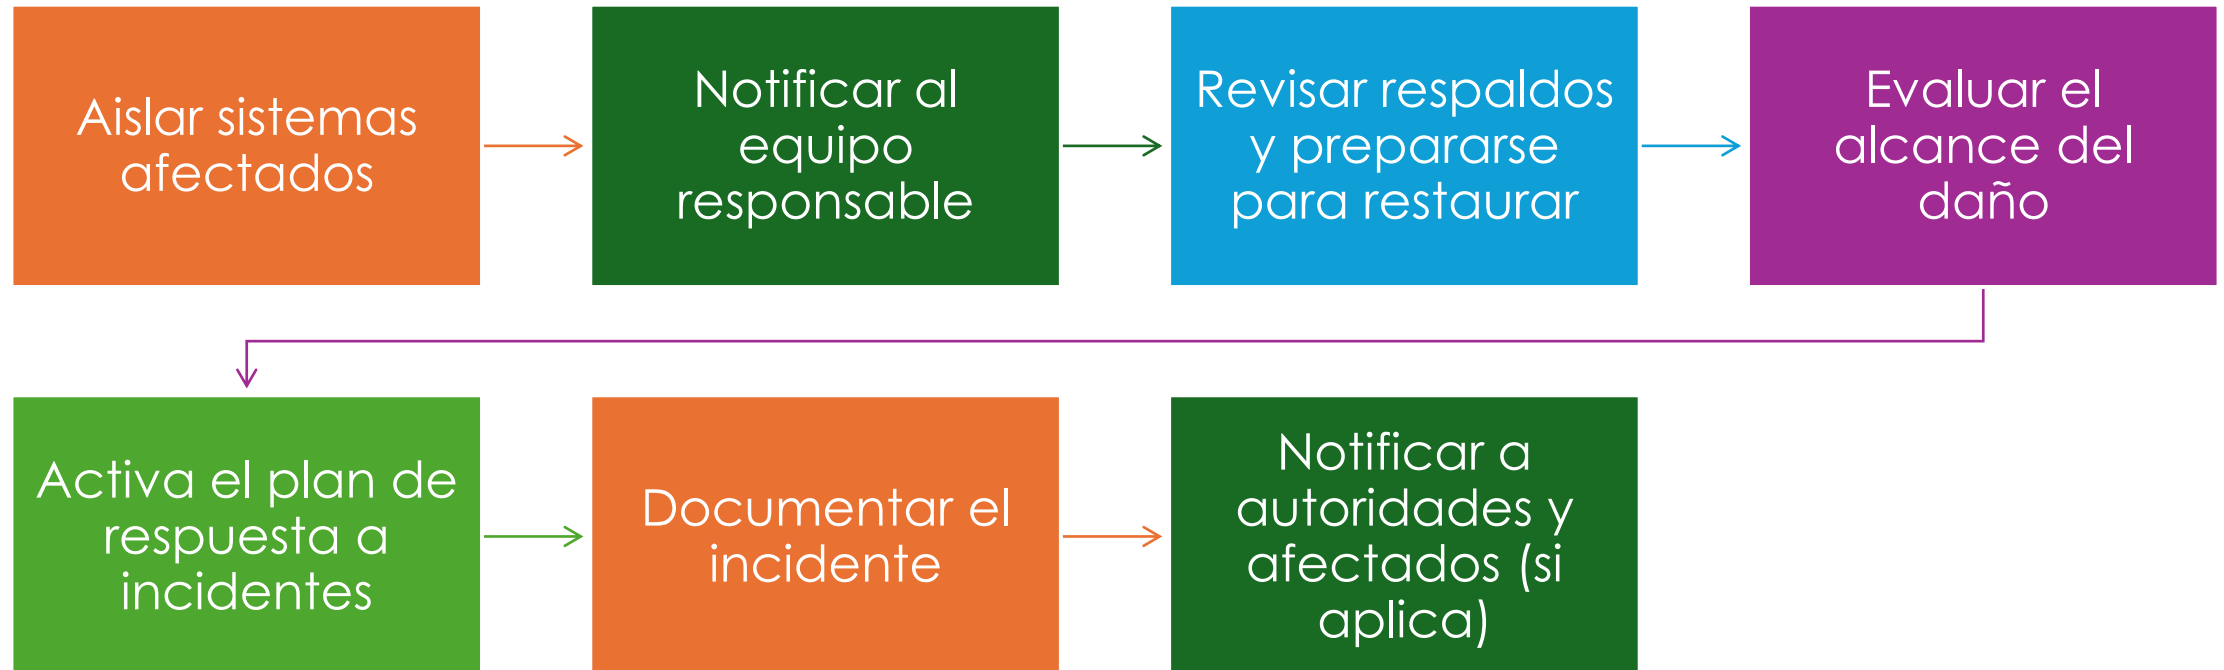 Aislar sistemas
afectados
Notificar al
equipo
responsable
Revisar respaldos
y prepararse
para restaurar
Evaluar el
alcance del
daño
Activa el plan de
respuesta a
incidentes
Documentar el
incidente
Notificar a
autoridades y
afectados (si
aplica)